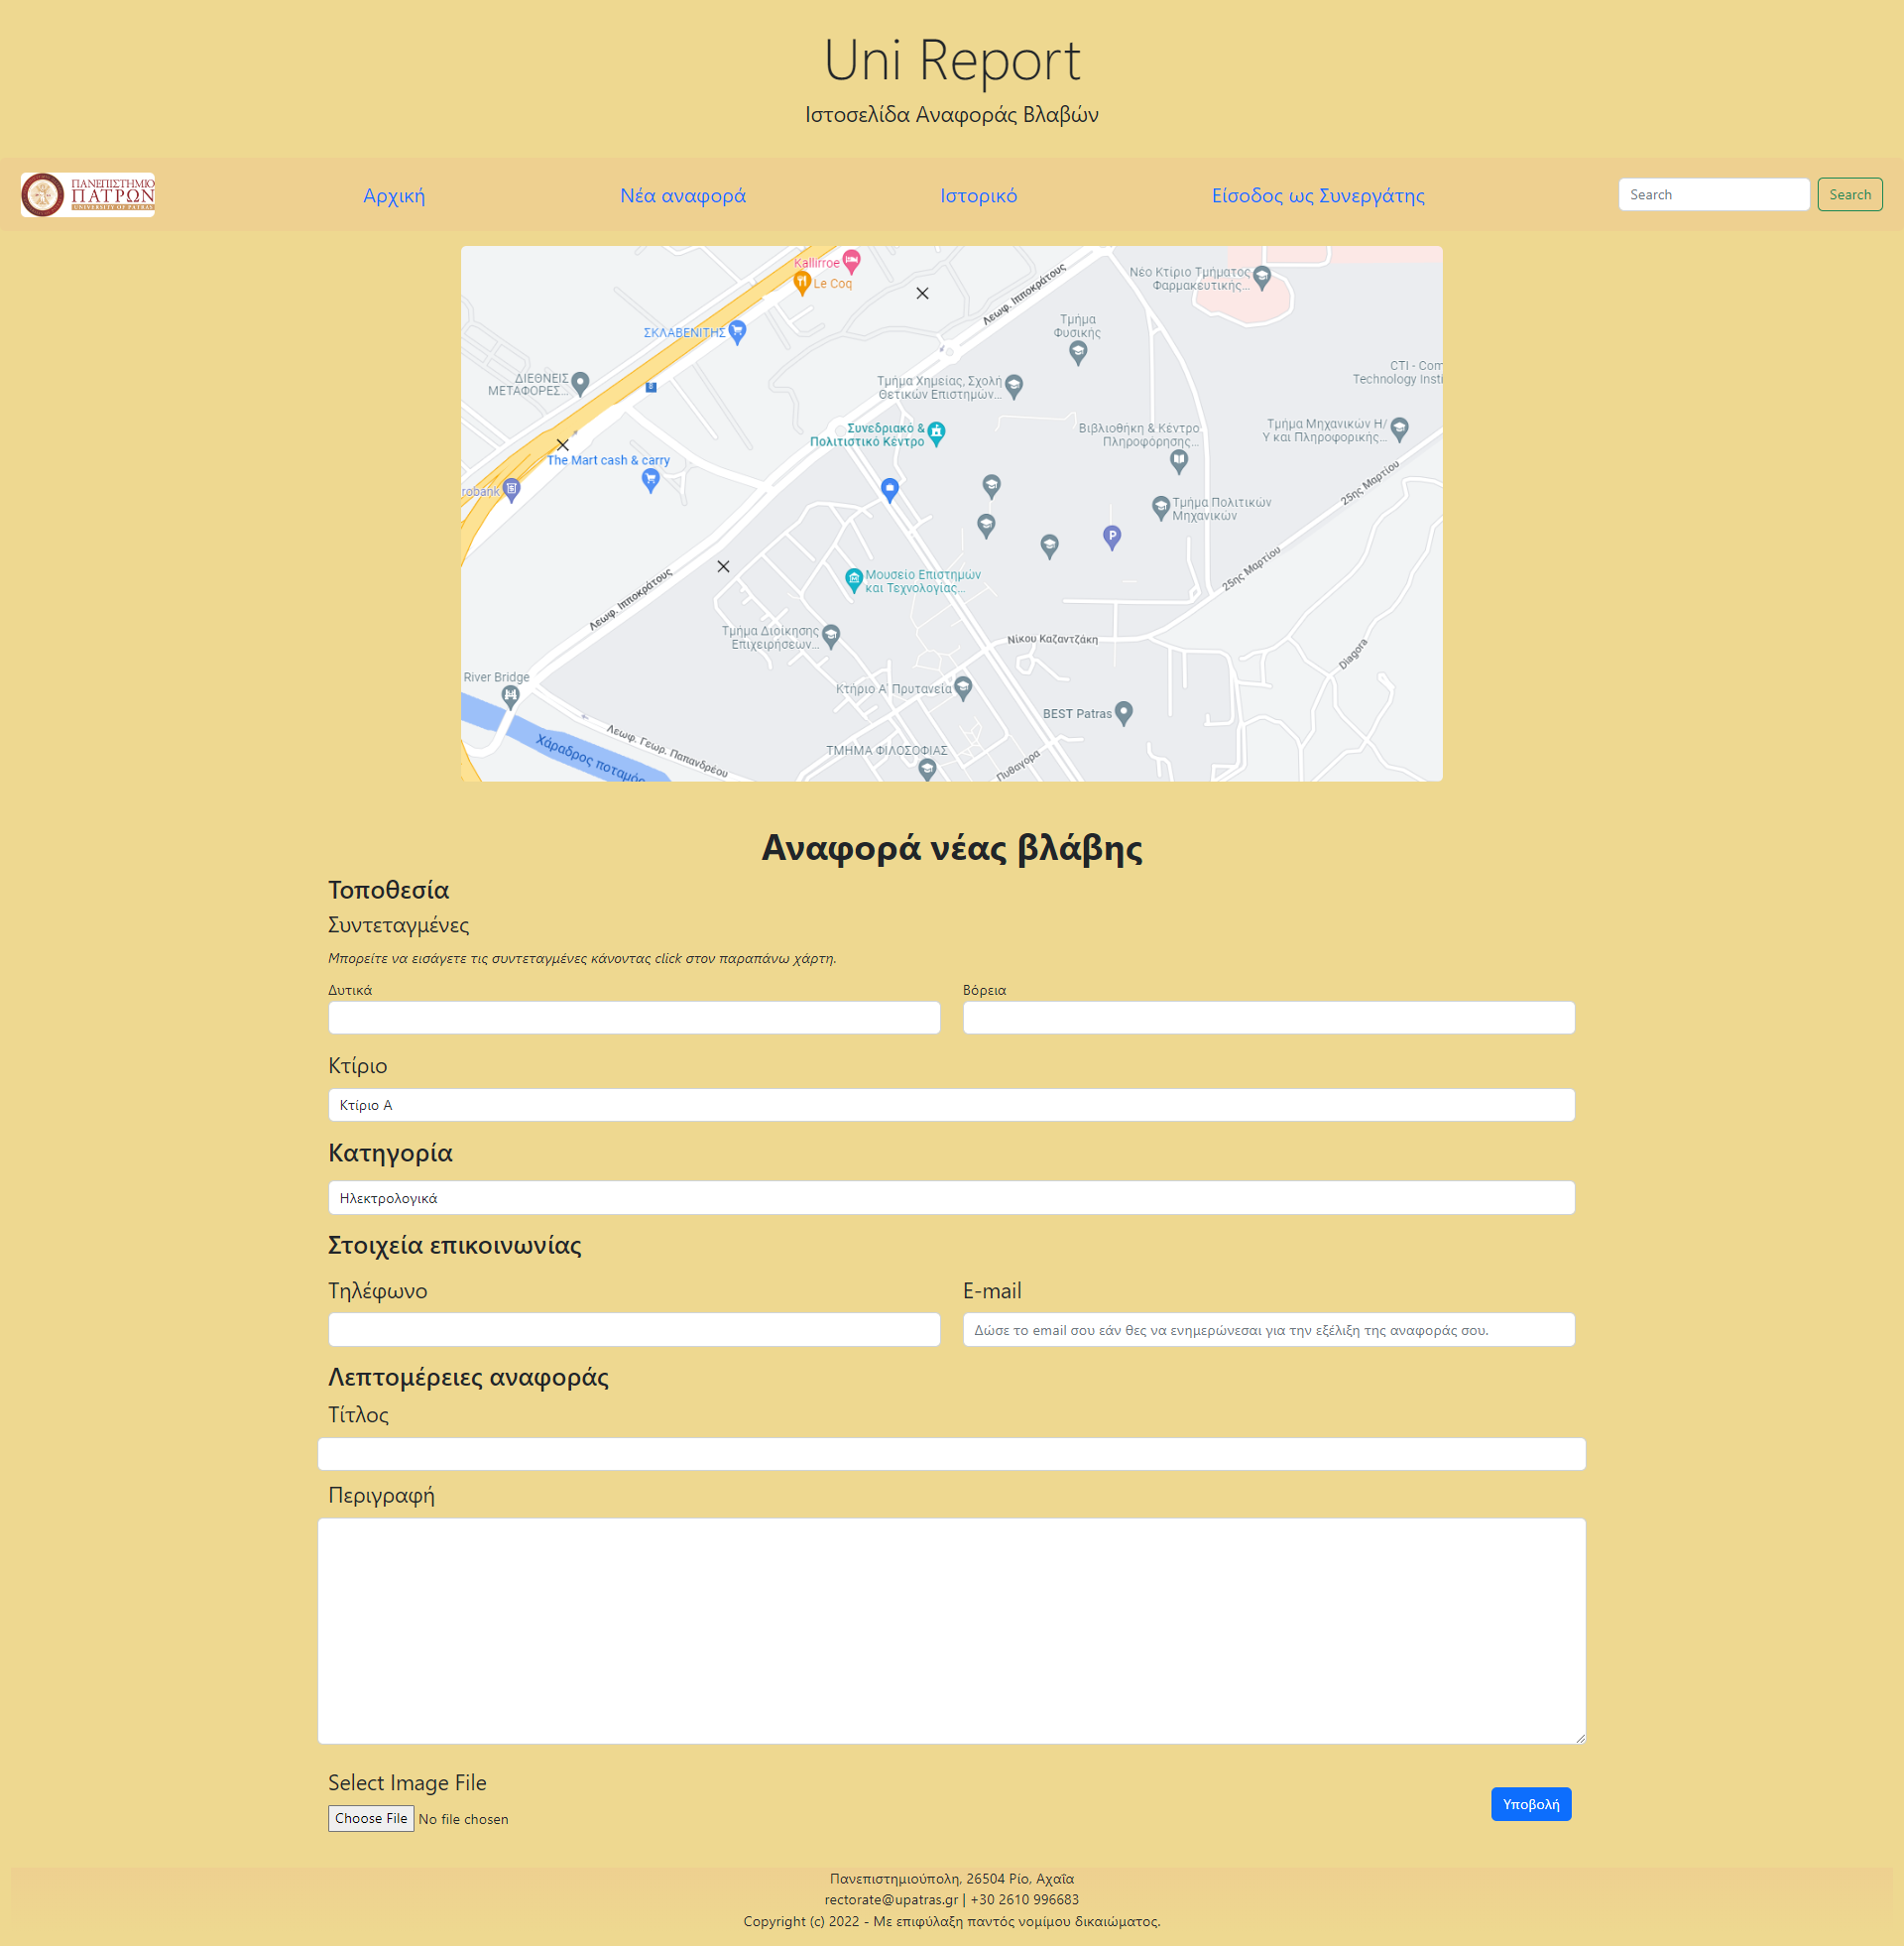 Uni Report
Ιστοσελίδα Αναφοράς Βλαβών
ΠΑΝΕΠΙΣΤΗΜΙΟ
ΠΑΤΡΩΝ
UNIVERSITY OF PATRAS
Αρχική
Νέα αναφορά
Ιστορικό
Είσοδος ως Συνεργάτης
Search
Search
Kallirroe
Le Coq
Λεωφ. Ιπποκράτους
Νέο Κτίριο Τμήματος
Φαρμακευτικής...
ΣΚΛΑΒΕΝΙΤΗΣ
Τμήμα
Φυσικής
ΔΙΕΘΝΕΙΣ
ΜΕΤΑΦΟΡΕΣ...
Τμήμα Χημείας, Σχολή
Θετικών Επιστημών...
CTI - Com
Technology Insti
Συνεδριακό &
Πολιτιστικό Κέντρο
Βιβλιοθήκη & Κέντρο
Πληροφόρησης...
Τμήμα Μηχανικών Η/
Υ και Πληροφορικής...
The Mart cash & carry
robank
25ης Μαρτίου
Τμήμα Πολιτικών
Μηχανικών
P
25ης Μαρτίου
Λεωφ. Ιπποκράτους
Μουσείο Επιστημών
και Τεχνολογίας...
Τμήμα Διοίκησης
Επιχειρήσεων...
Νίκου Καζαντζάκη
Diagora
River Bridge
Κτήριο Α' Πρυτανεία
BEST Patras
Χάραδρος ποταμός
Λεωφ. Γεωρ. Παπανδρέου
ΤΜΗΜΑ ΦΙΛΟΣΟΦΙΑΣ
Πυθαγορα
Αναφορά νέας βλάβης
Τοποθεσία
Συντεταγμένες
Μπορείτε να εισάγετε τις συντεταγμένες κάνοντας click στον παραπάνω χάρτη.
Δυτικά
Βόρεια
Κτίριο
Κτίριο Α
Κατηγορία
Ηλεκτρολογικά
Στοιχεία επικοινωνίας
Τηλέφωνο
E-mail
Δώσε το email σου εάν θες να ενημερώνεσαι για την εξέλιξη της αναφοράς σου.
Λεπτομέρειες αναφοράς
Τίτλος
Περιγραφή
Select Image File
Choose File No file chosen
Υποβολή
Πανεπιστημιούπολη, 26504 Ρίο, Αχαΐα
rectorate@upatras.gr | +30 2610 996683
Copyright (c) 2022 - Με επιφύλαξη παντός νομίμου δικαιώματος.